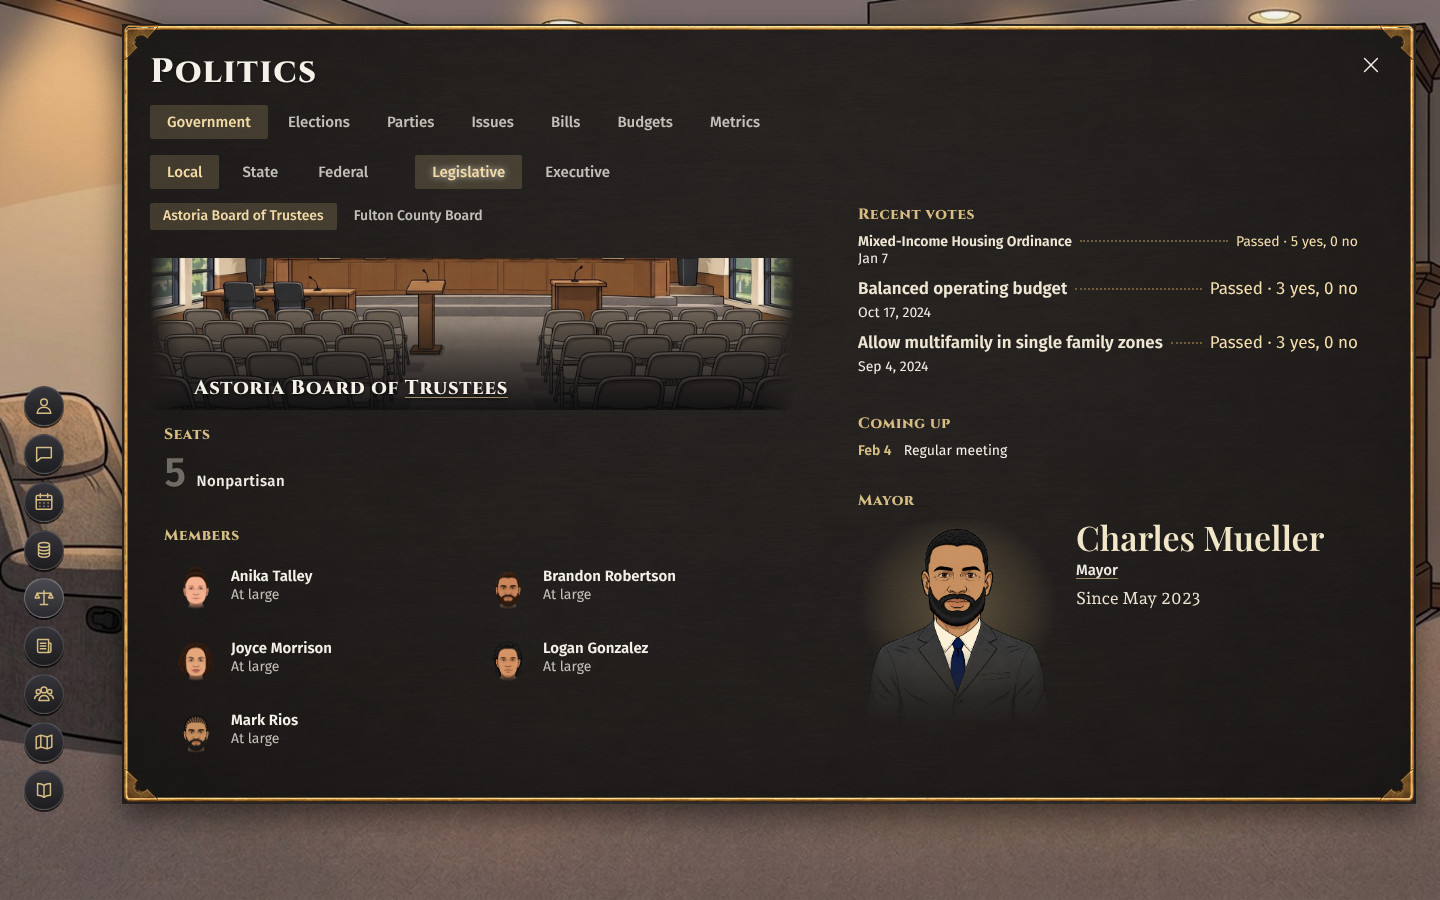 Politics
Government Elections Parties Issues Bills Budgets Metrics
Local State Federal Legislative Executive
Astoria Board of Trustees Fulton County Board
Astoria Board of Trustees
Seats
5 Nonpartisan
Members
Anika Talley
At large
Brandon Robertson
At large
Joyce Morrison
At large
Logan Gonzalez
At large
Mark Rios
At large
Recent votes
Mixed-Income Housing Ordinance Passed · 5 yes, 0 no
Jan 7
Balanced operating budget Passed · 3 yes, 0 no
Oct 17, 2024
Allow multifamily in single family zones Passed · 3 yes, 0 no
Sep 4, 2024
Coming up
Feb 4 Regular meeting
Mayor
Charles Mueller
Mayor
Since May 2023